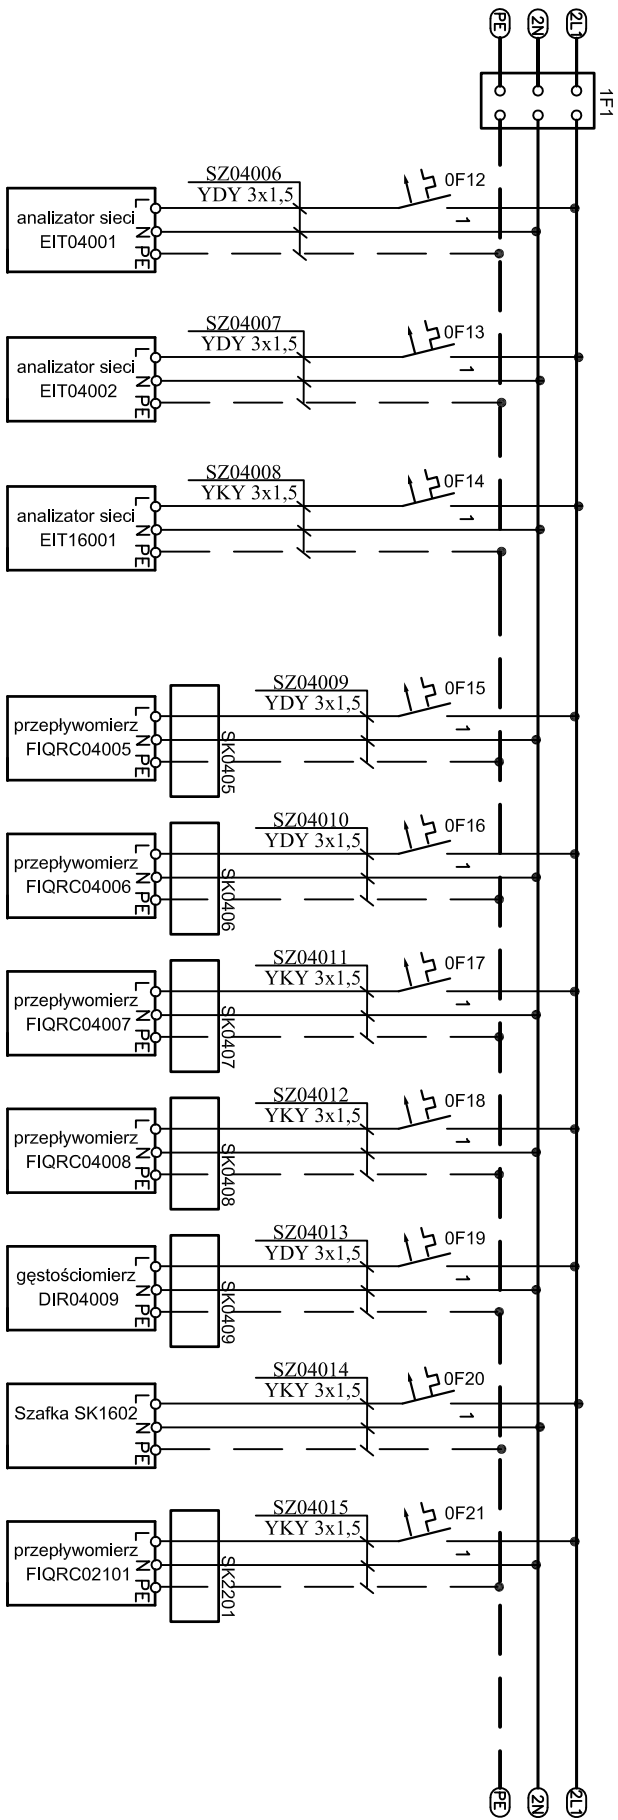 PE
2N
2L1
1F1
SZ04006
YDY 3x1,5
0F12
1
analizator sieci
EIT04001
L
N
PE
SZ04007
YDY 3x1,5
0F13
1
analizator sieci
EIT04002
L
N
PE
SZ04008
YKY 3x1,5
0F14
1
analizator sieci
EIT16001
L
N
PE
SZ04009
YDY 3x1,5
0F15
1
przepływomierz
FIQRC04005
L
N
PE
SK0405
SZ04010
YDY 3x1,5
0F16
1
przepływomierz
FIQRC04006
L
N
PE
SK0406
SZ04011
YKY 3x1,5
0F17
1
przepływomierz
FIQRC04007
L
N
PE
SK0407
SZ04012
YKY 3x1,5
0F18
1
przepływomierz
FIQRC04008
L
N
PE
SK0408
SZ04013
YDY 3x1,5
0F19
1
gęstościomierz
DIR04009
L
N
PE
SK0409
SZ04014
YKY 3x1,5
0F20
1
Szafka SK1602
L
N
PE
SZ04015
YKY 3x1,5
0F21
1
przepływomierz
FIQRC02101
L
N
PE
SK2201
PE
2N
2L1